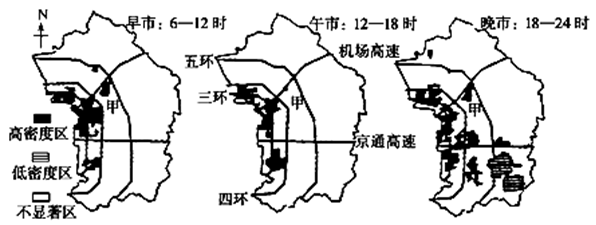 早市：6—12时
午市：12—18时
晚市：18—24时
N
五环
机场高速
三环
甲
甲
甲
高密度区
京通高速
低密度区
不显著区
四环